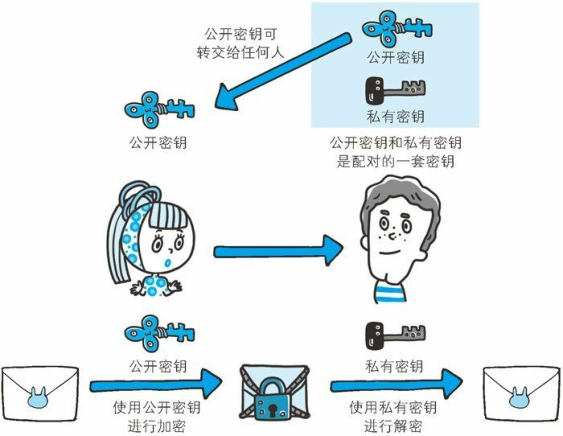 公开密钥可
转交给任何人
公开密钥
私有密钥
公开密钥
公开密钥和私有密钥
是配对的一套密钥
公开密钥
私有密钥
使用公开密钥
进行加密
使用私有密钥
进行解密